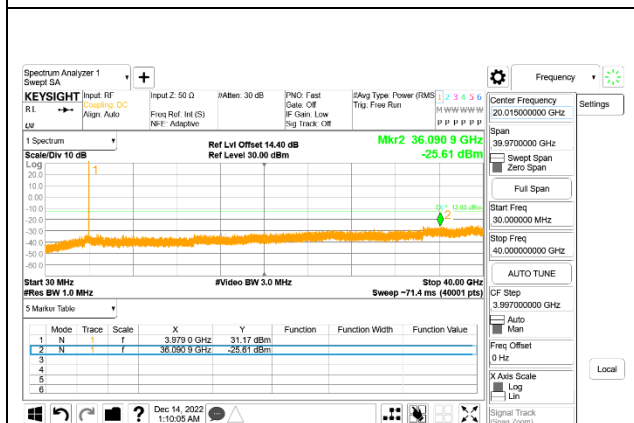 Spectrum Analyzer 1
Swept SA
Frequency
KEYSIGHT
Input: RF
Input Z: 50 Ω
#Atten: 30 dB
PNO: Fast
#Avg Type: Power (RMS
1 2 3 4 5 6
RL
Coupling: DC
Gate: Off
Trig: Free Run
M W W W W W
Align: Auto
Freq Ref: Int (S)
IF Gain: Low
NFE: Adaptive
Sig Track: Off
P P P P P P
Center Frequency
20.015000000 GHz
Settings
1 Spectrum
Ref Lvl Offset 14.40 dB
Mkr2 36.090 9 GHz
Scale/Div 10 dB
Ref Level 30.00 dBm
-25.61 dBm
Span
39.9700000 GHz
Swept Span
Zero Span
Full Span
Start Freq
30.000000 MHz
Stop Freq
40.000000000 GHz
AUTO TUNE
CF Step
3.997000000 GHz
Auto
Man
Freq Offset
0 Hz
X Axis Scale
Log
Lin
Signal Track
(Span Zoom)
Local
Log
1
20.0
10.0
0.00
-10.0
-20.0
-30.0
-40.0
-50.0
-60.0
2
Start 30 MHz
#Video BW 3.0 MHz
Stop 40.00 GHz
#Res BW 1.0 MHz
Sweep ~71.4 ms (40001 pts)
5 Marker Table
Mode Trace Scale X Y Function Function Width Function Value
1 N 1 f 3.979 0 GHz 31.17 dBm
2 N 1 f 36.090 9 GHz -25.61 dBm
3
4
5
6
?
Dec 14, 2022
1:10:05 AM